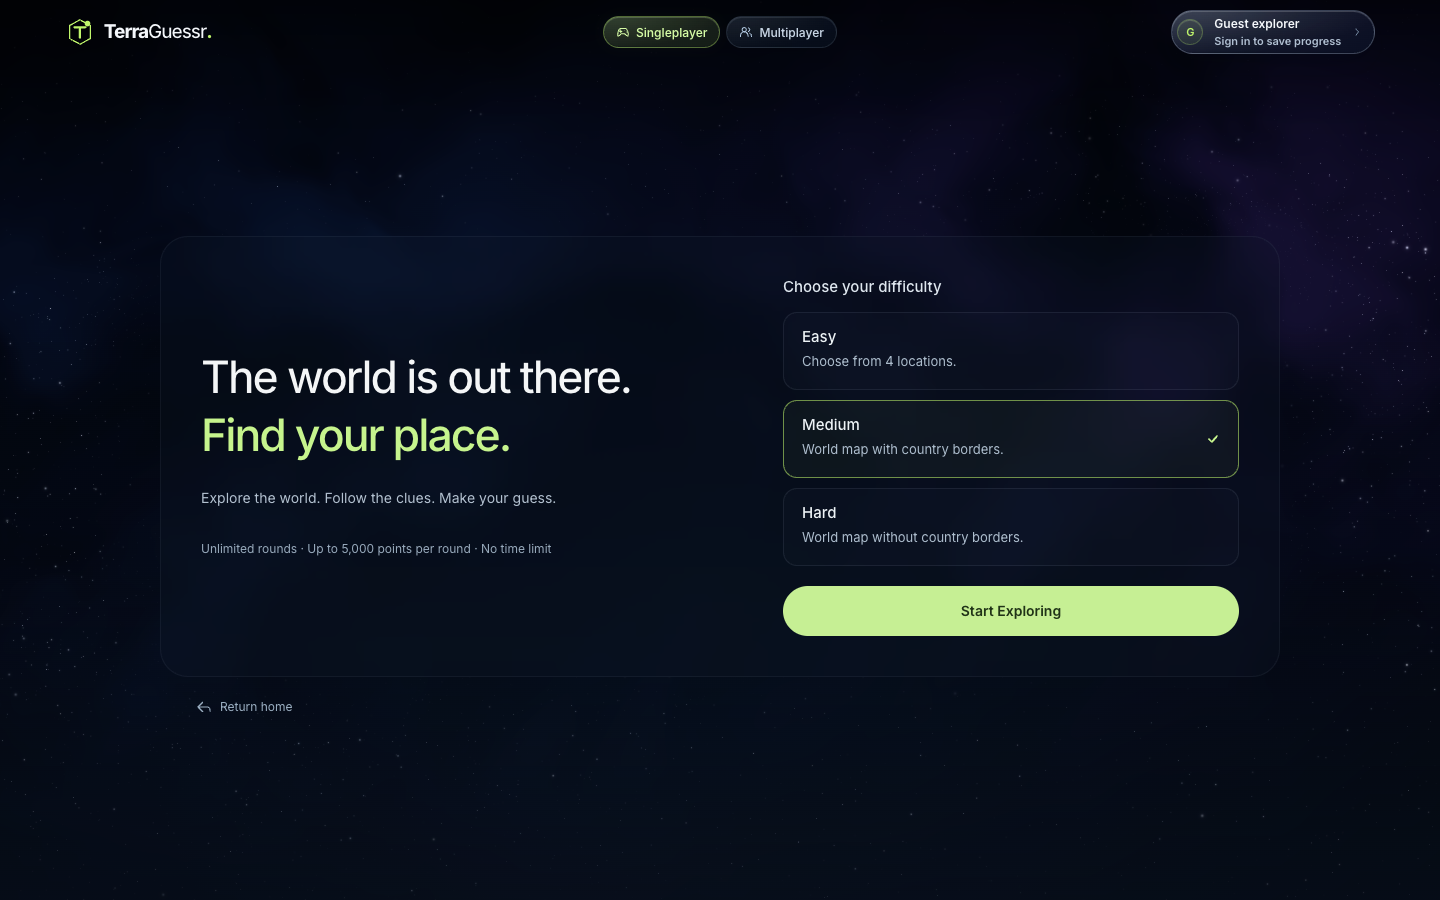 TerraGuessr.
Singleplayer
Multiplayer
G
Guest explorer
Sign in to save progress
The world is out there.
Find your place.
Explore the world. Follow the clues. Make your guess.
Unlimited rounds · Up to 5,000 points per round · No time limit
Choose your difficulty
Easy
Choose from 4 locations.
Medium
World map with country borders.
Hard
World map without country borders.
Start Exploring
Return home